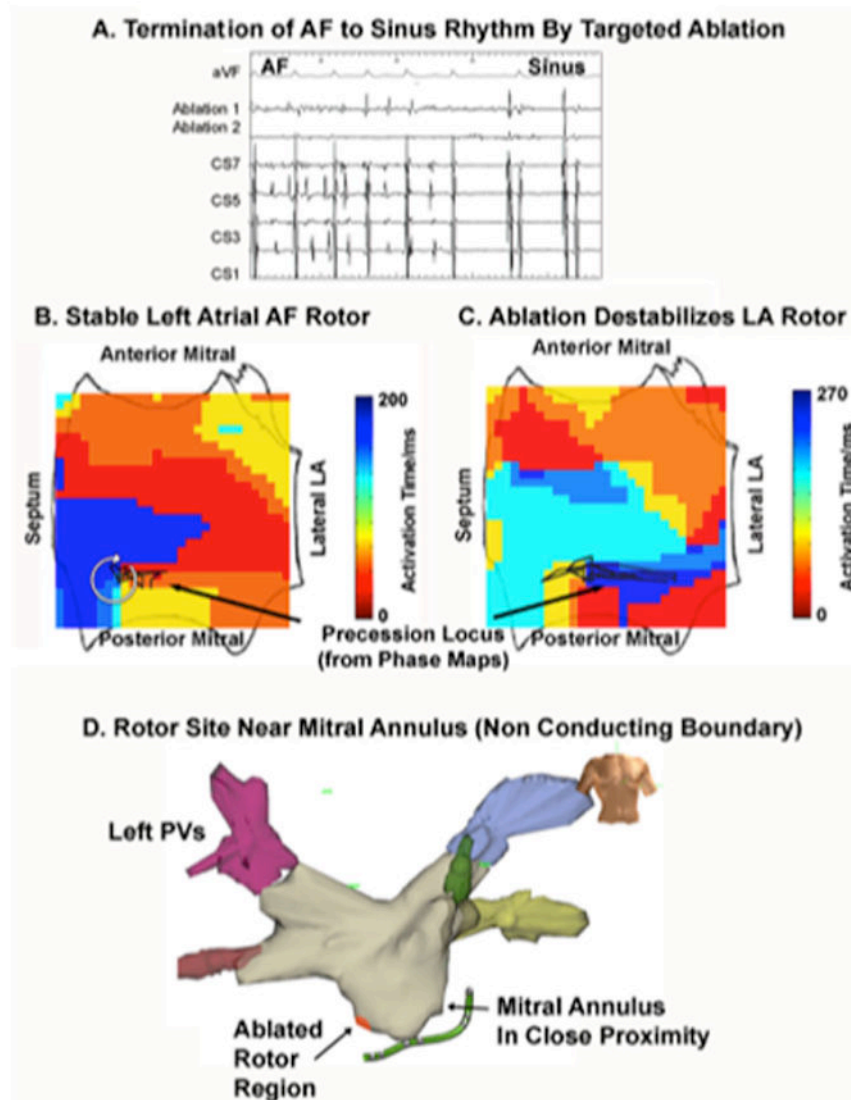 A. Termination of AF to Sinus Rhythm By Targeted Ablation
AF
Sinus
aVF
Ablation 1
Ablation 2
CS7
CS5
CS3
CS1
B. Stable Left Atrial AF Rotor
C. Ablation Destabilizes LA Rotor
Anterior Mitral
Septum
Lateral LA
Posterior Mitral
200
Activation Time/ms
0
Anterior Mitral
Septum
Lateral LA
Posterior Mitral
270
Activation Time/ms
0
Precession Locus
(from Phase Maps)
D. Rotor Site Near Mitral Annulus (Non Conducting Boundary)
Left PVs
Mitral Annulus
In Close Proximity
Ablated
Rotor
Region